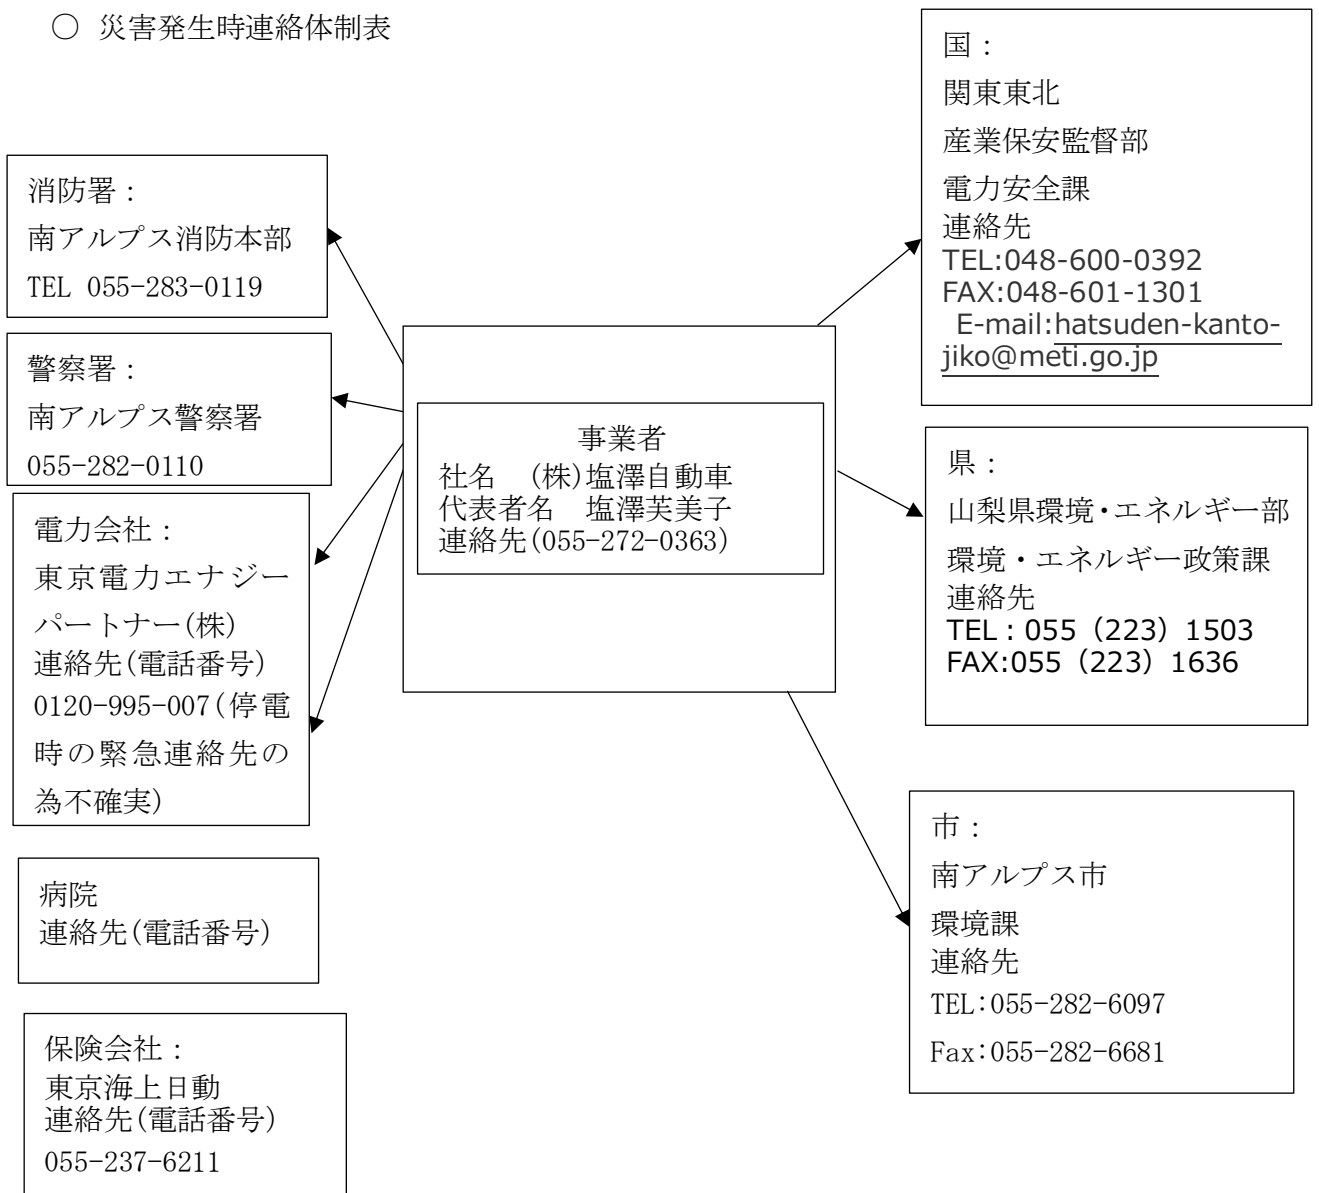 ○ 災害発生時連絡体制表
消防署：
南アルプス消防本部
TEL 055-283-0119
警察署：
南アルプス警察署
055-282-0110
電力会社：
東京電力エナジー
パートナー(株)
連絡先(電話番号)
0120-995-007(停電
時の緊急連絡先の
為不確実)
病院
連絡先(電話番号)
保険会社：
東京海上日動
連絡先(電話番号)
055-237-6211
事業者
社名 (株)塩澤自動車
代表者名 塩澤芙美子
連絡先(055-272-0363)
国：
関東東北
産業保安監督部
電力安全課
連絡先
TEL:048-600-0392
FAX:048-601-1301
E-mail:hatsuden-kanto-
jiko@meti.go.jp
県：
山梨県環境・エネルギー部
環境・エネルギー政策課
連絡先
TEL：055（223）1503
FAX:055（223）1636
市：
南アルプス市
環境課
連絡先
TEL:055-282-6097
Fax:055-282-6681